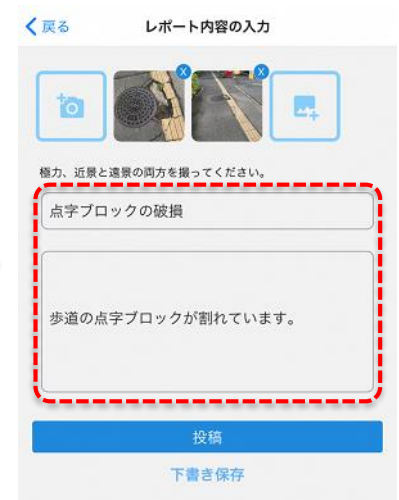 戻る レポート内容の入力
x x
極力、近景と遠景の両方を撮ってください。
点字ブロックの破損
歩道の点字ブロックが割れています。
投稿
下書き保存